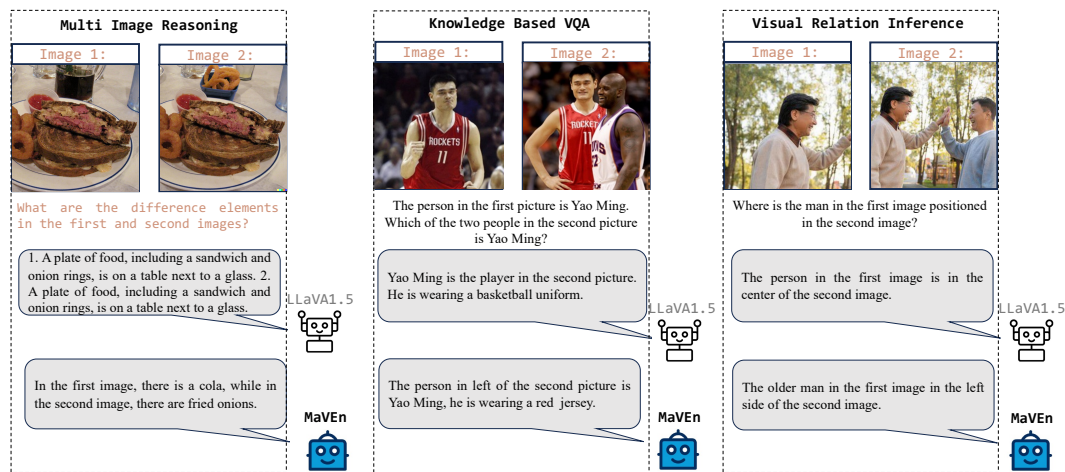 Multi Image Reasoning
Image 1:
Image 2:
What are the difference elements
in the first and second images?
1. A plate of food, including a sandwich and
onion rings, is on a table next to a glass. 2.
A plate of food, including a sandwich and
onion rings, is on a table next to a glass.
LLaVA1.5
In the first image, there is a cola, while in
the second image, there are fried onions.
MaVEn
Knowledge Based VQA
Image 1:
Image 2:
ROCKETS
11
ROCKETS
11
The person in the first picture is Yao Ming.
Which of the two people in the second picture
is Yao Ming?
Yao Ming is the player in the second picture.
He is wearing a basketball uniform.
LLaVA1.5
The person in left of the second picture is
Yao Ming, he is wearing a red jersey.
MaVEn
Visual Relation Inference
Image 1:
Image 2:
Where is the man in the first image positioned
in the second image?
The person in the first image is in the
center of the second image.
LLaVA1.5
The older man in the first image in the left
side of the second image.
MaVEn